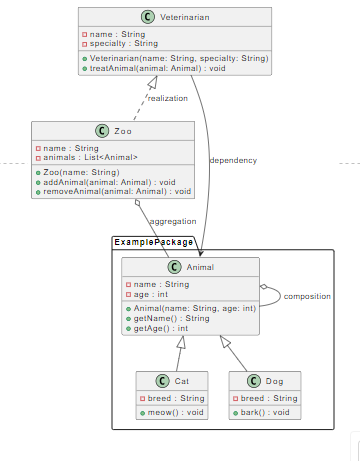 C Veterinarian
name : String
specialty : String
Veterinarian(name: String, specialty: String)
treatAnimal(animal: Animal) : void
realization
C Zoo
name : String
animals : List<Animal>
Zoo(name: String)
addAnimal(animal: Animal) : void
removeAnimal(animal: Animal) : void
dependency
aggregation
ExamplePackage
C Animal
name : String
age : int
Animal(name: String, age: int)
getName() : String
getAge() : int
composition
C Cat
breed : String
meow() : void
C Dog
breed : String
bark() : void